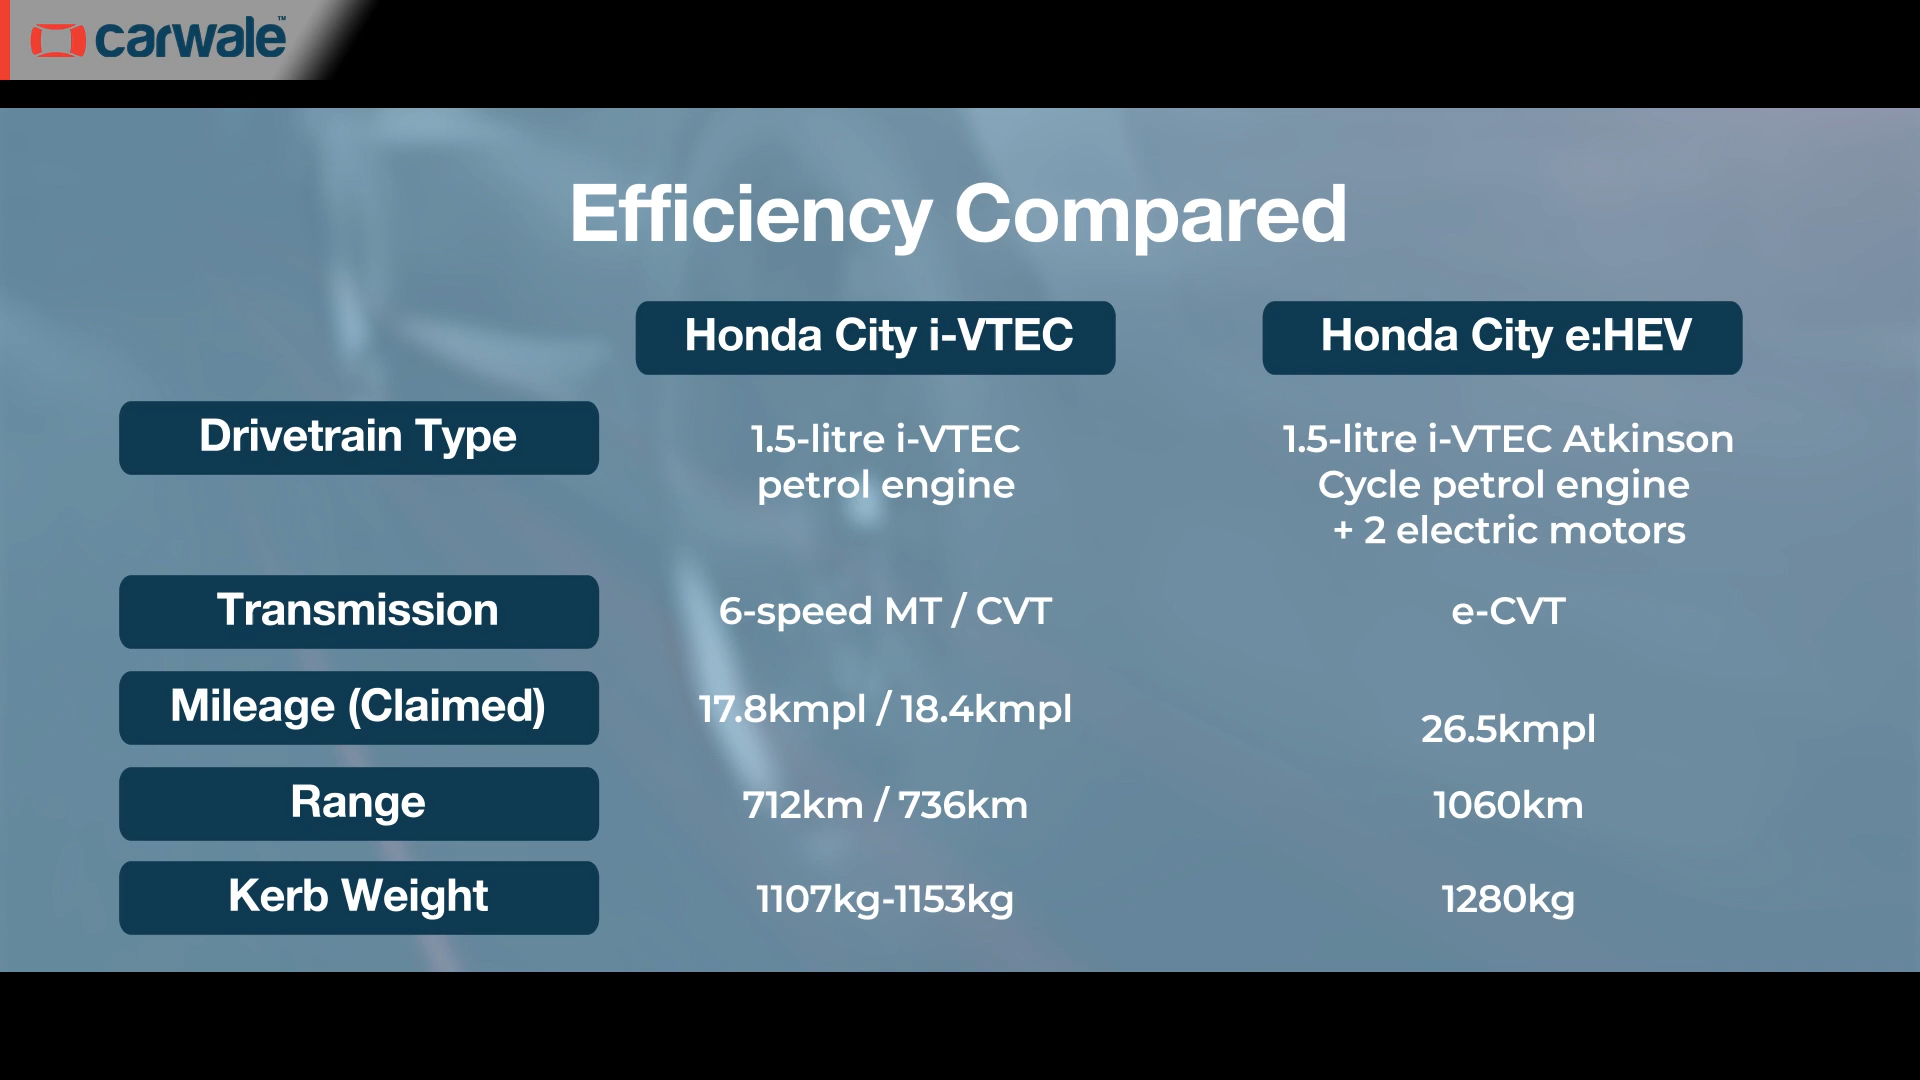 carwale™
Efficiency Compared
Honda City i-VTEC
Honda City e:HEV
Drivetrain Type
1.5-litre i-VTEC
petrol engine
1.5-litre i-VTEC Atkinson
Cycle petrol engine
+ 2 electric motors
Transmission
6-speed MT / CVT
e-CVT
Mileage (Claimed)
17.8kmpl / 18.4kmpl
26.5kmpl
Range
712km / 736km
1060km
Kerb Weight
1107kg-1153kg
1280kg